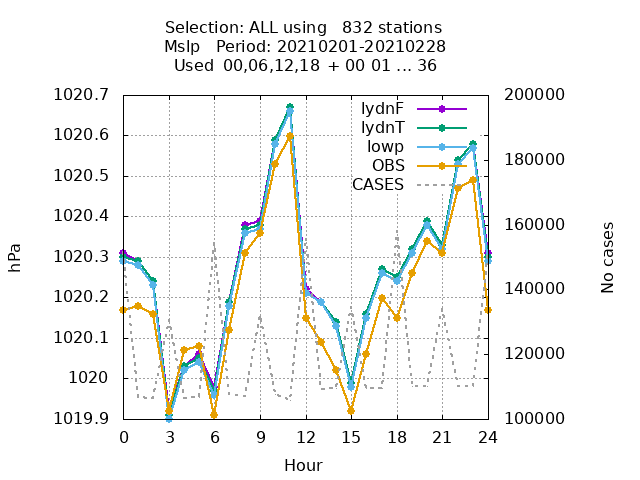 Selection: ALL using   832 stations
Mslp   Period: 20210201-20210228
Used  00,06,12,18 + 00 01 ... 36
hPa
No cases
1020.7
1020.6
1020.5
1020.4
1020.3
1020.2
1020.1
1020
1019.9
200000
180000
160000
140000
120000
100000
lydnF
lydnT
lowp
OBS
CASES
0 3 6 9 12 15 18 21 24
Hour